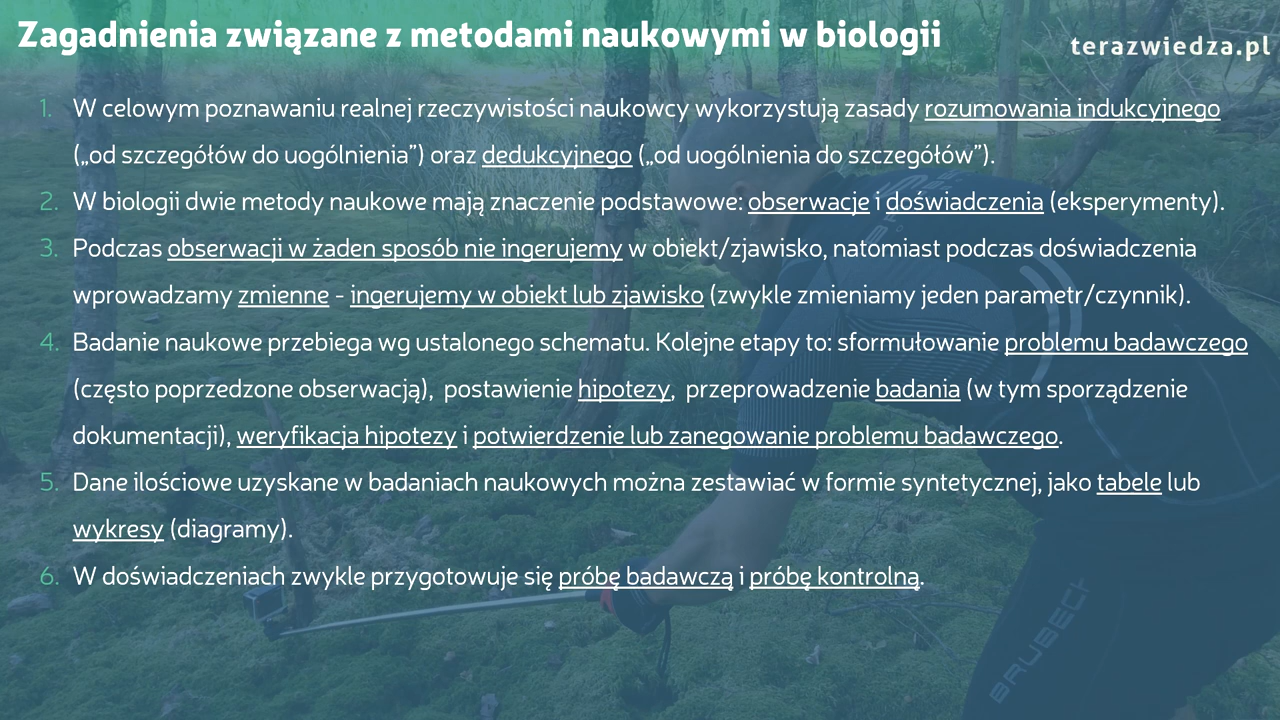 Zagadnienia związane z metodami naukowymi w biologii
terazwiedza.pl
1. W celowym poznawaniu realnej rzeczywistości naukowcy wykorzystują zasady rozumowania indukcyjnego
(„od szczegółów do uogólnienia”) oraz dedukcyjnego („od uogólnienia do szczegółów”).
2. W biologii dwie metody naukowe mają znaczenie podstawowe: obserwacje i doświadczenia (eksperymenty).
3. Podczas obserwacji w żaden sposób nie ingerujemy w obiekt/zjawisko, natomiast podczas doświadczenia
wprowadzamy zmienne - ingerujemy w obiekt lub zjawisko (zwykle zmieniamy jeden parametr/czynnik).
4. Badanie naukowe przebiega wg ustalonego schematu. Kolejne etapy to: sformułowanie problemu badawczego
(często poprzedzone obserwacją), postawienie hipotezy, przeprowadzenie badania (w tym sporządzenie
dokumentacji), weryfikacja hipotezy i potwierdzenie lub zanegowanie problemu badawczego.
5. Dane ilościowe uzyskane w badaniach naukowych można zestawiać w formie syntetycznej, jako tabele lub
wykresy (diagramy).
6. W doświadczeniach zwykle przygotowuje się próbę badawczą i próbę kontrolną.
BRUBECK